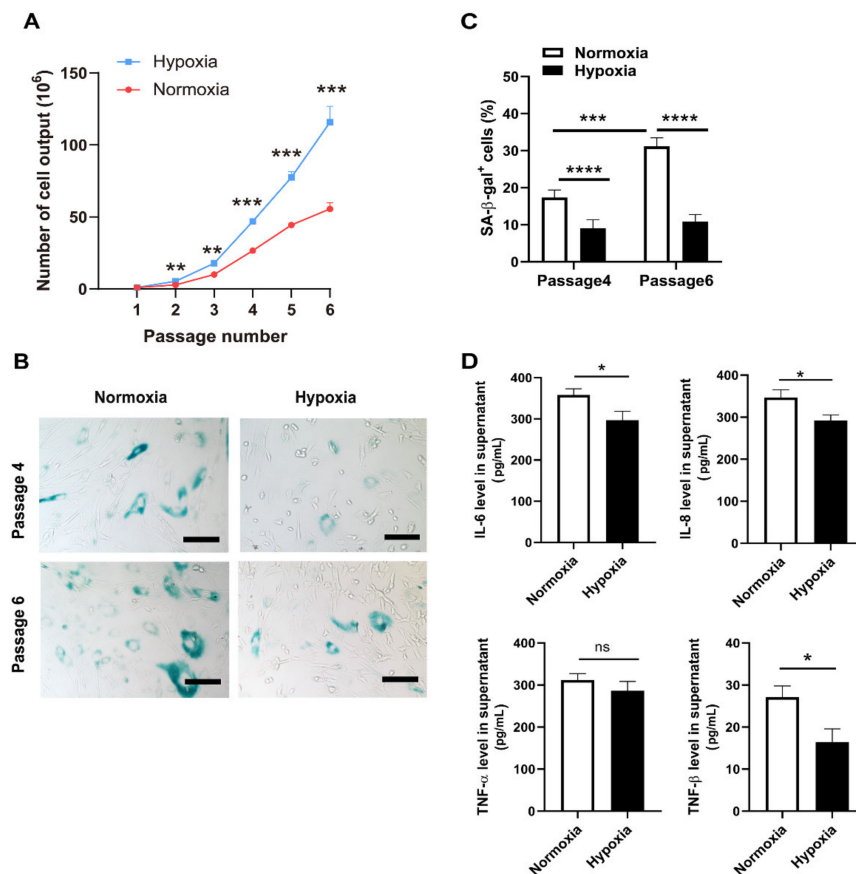 A
Hypoxia
Normoxia
Number of cell output (10⁶)
150
100
50
0
**
**
***
***
***
1 2 3 4 5 6
Passage number
B
Normoxia Hypoxia
Passage 4
Passage 6
C
Normoxia
Hypoxia
SA-β-gal⁺ cells (%)
50
40
30
20
10
0
*** ****
****
Passage4 Passage6
D
IL-6 level in supernatant
(pg/mL)
400
300
200
100
0
*
Normoxia
Hypoxia
IL-8 level in supernatant
(pg/mL)
400
300
200
100
0
*
Normoxia
Hypoxia
TNF-α level in supernatant
(pg/mL)
400
300
200
100
0
ns
Normoxia
Hypoxia
TNF-β level in supernatant
(pg/mL)
40
30
20
10
0
*
Normoxia
Hypoxia